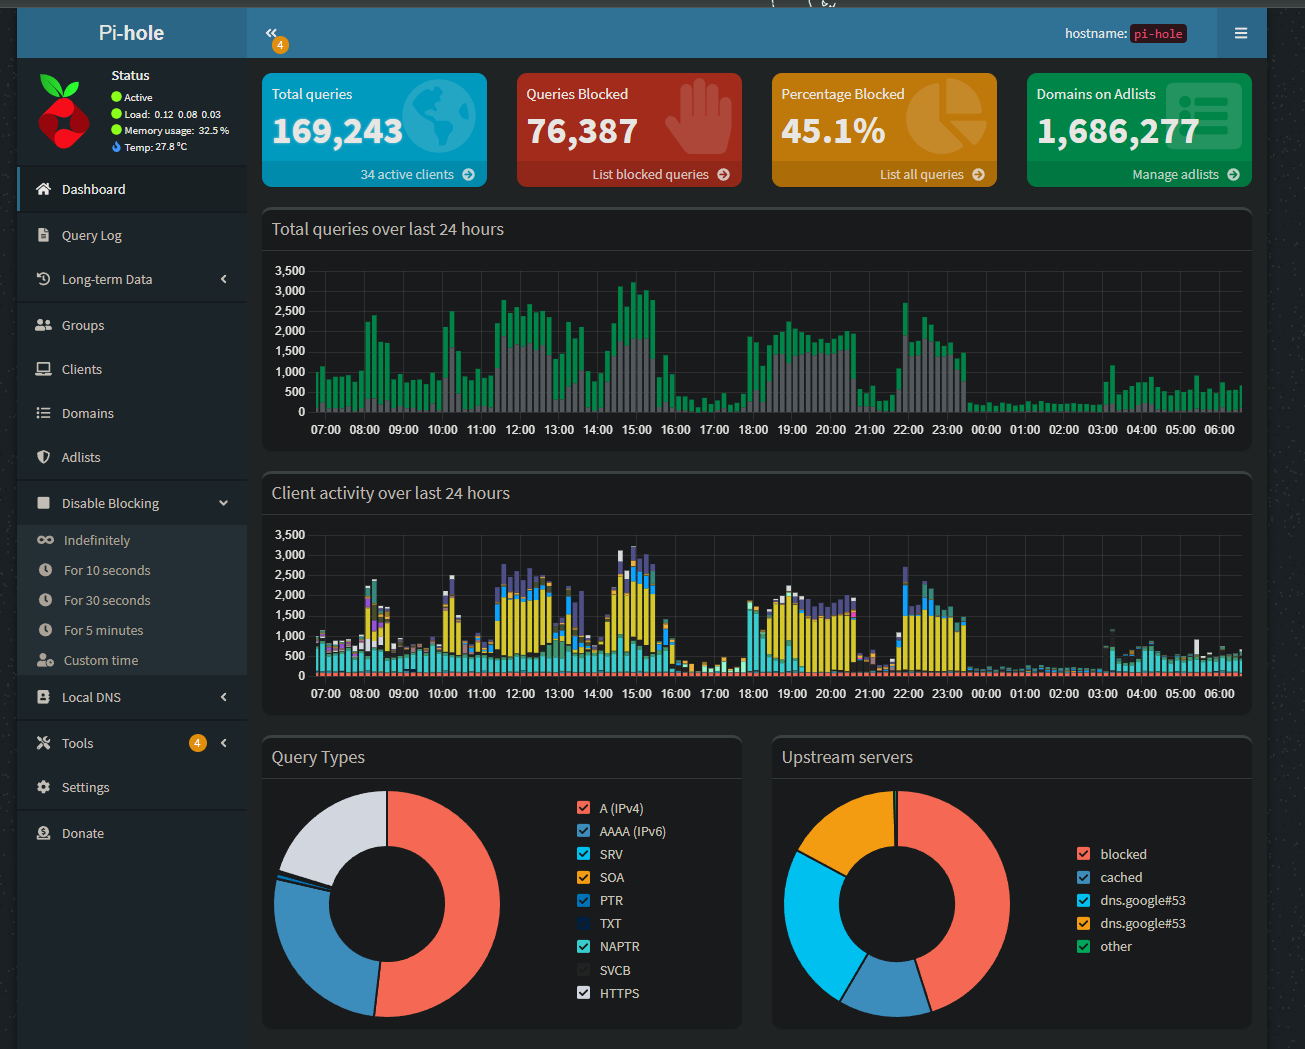 Pi-hole
4
hostname: pi-hole
Status
Active
Load: 0.12 0.08 0.03
Memory usage: 32.5 %
Temp: 27.8 °C
Dashboard
Query Log
Long-term Data
Groups
Clients
Domains
Adlists
Disable Blocking
Indefinitely
For 10 seconds
For 30 seconds
For 5 minutes
Custom time
Local DNS
Tools 4
Settings
Donate
Total queries
169,243
34 active clients
Queries Blocked
76,387
List blocked queries
Percentage Blocked
45.1%
List all queries
Domains on Adlists
1,686,277
Manage adlists
Total queries over last 24 hours
3,500
3,000
2,500
2,000
1,500
1,000
500
0
07:00 08:00 09:00 10:00 11:00 12:00 13:00 14:00 15:00 16:00 17:00 18:00 19:00 20:00 21:00 22:00 23:00 00:00 01:00 02:00 03:00 04:00 05:00 06:00
Client activity over last 24 hours
3,500
3,000
2,500
2,000
1,500
1,000
500
0
07:00 08:00 09:00 10:00 11:00 12:00 13:00 14:00 15:00 16:00 17:00 18:00 19:00 20:00 21:00 22:00 23:00 00:00 01:00 02:00 03:00 04:00 05:00 06:00
Query Types
A (IPv4)
AAAA (IPv6)
SRV
SOA
PTR
TXT
NAPTR
SVCB
HTTPS
Upstream servers
blocked
cached
dns.google#53
dns.google#53
other